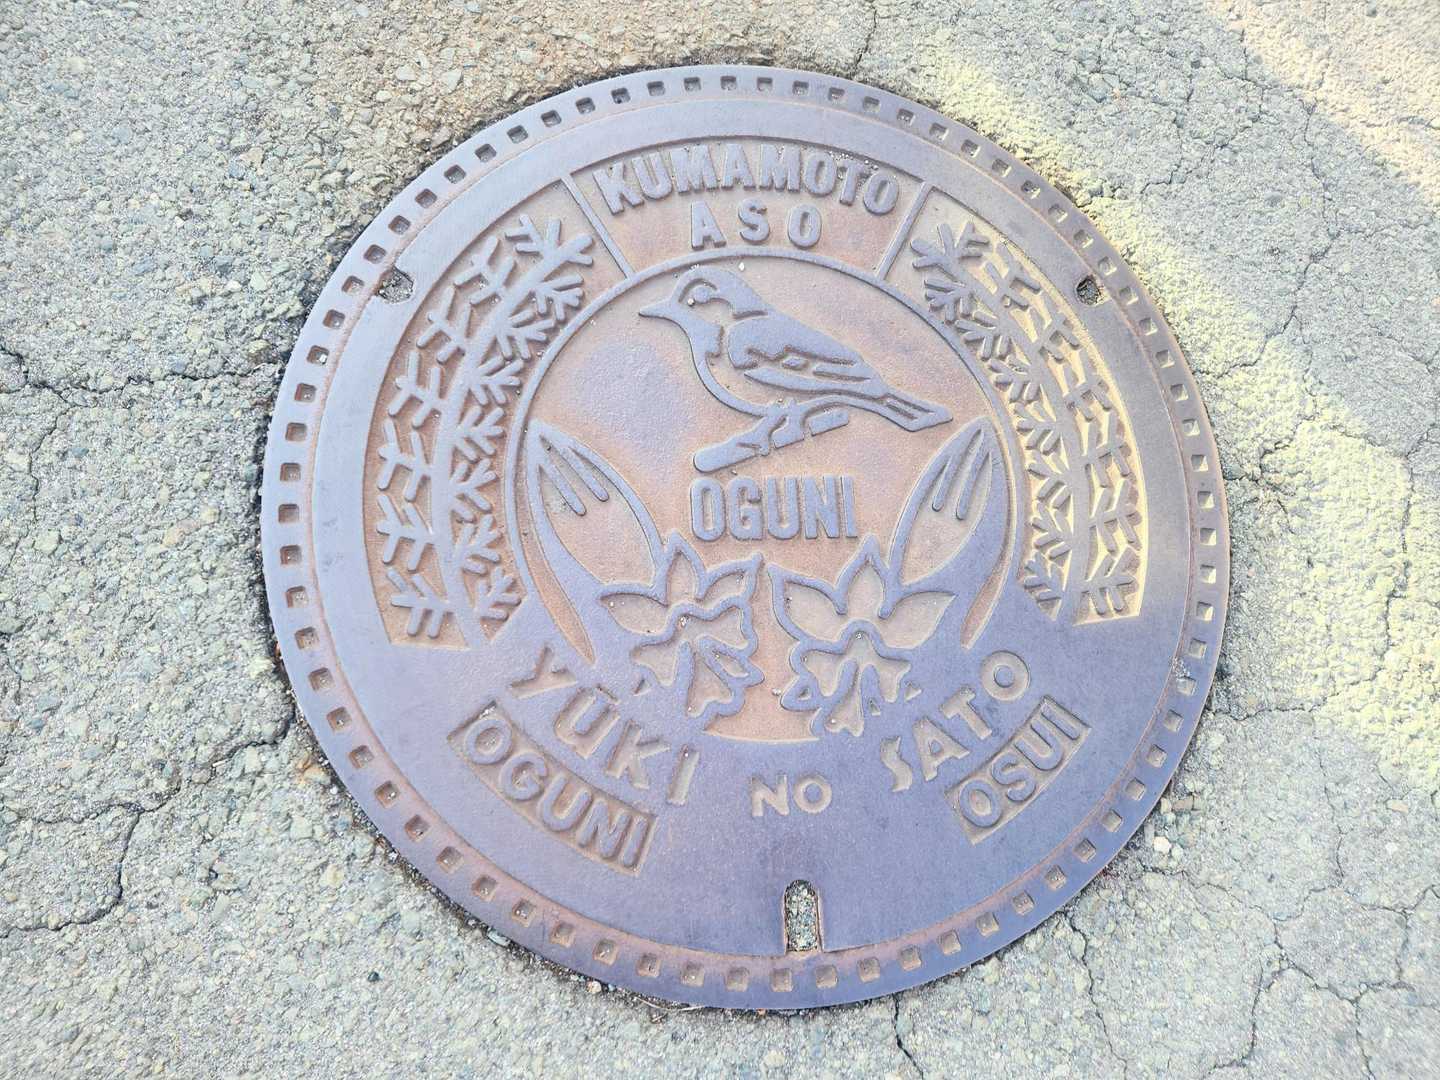 KUMAMOTO
ASO
OGUNI
YŪKI NO SATO
OGUNI
OSUI